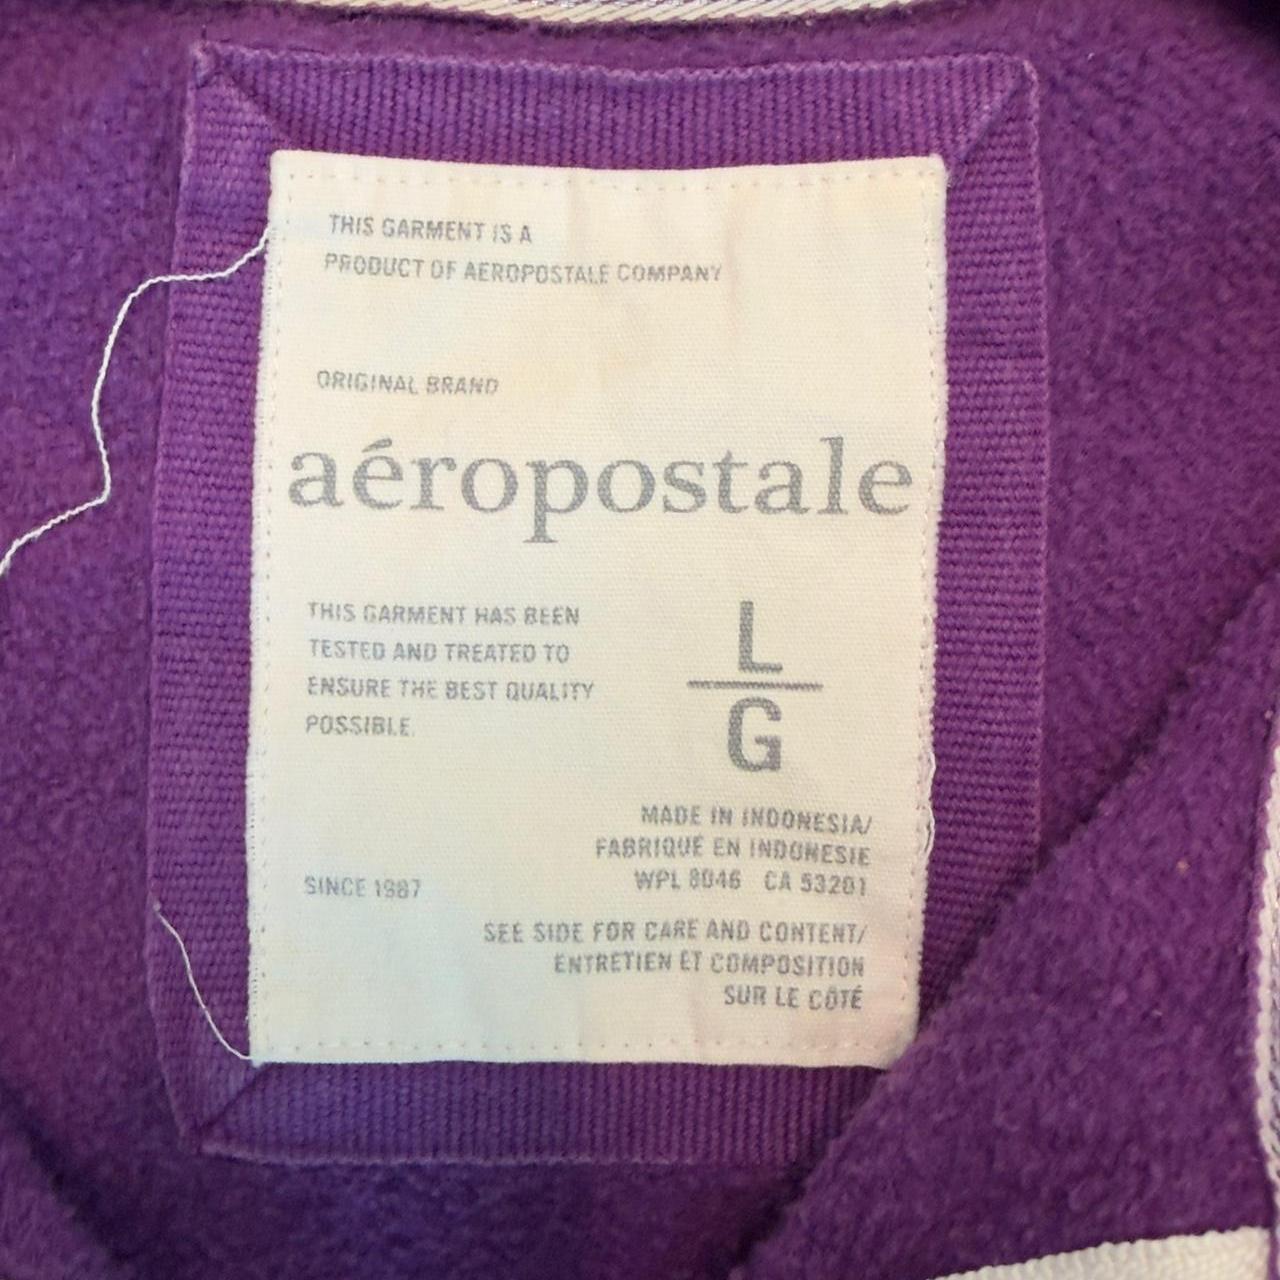 THIS GARMENT IS A
PRODUCT OF AEROPOSTALE COMPANY
ORIGINAL BRAND
aéropostale
THIS GARMENT HAS BEEN
TESTED AND TREATED TO
ENSURE THE BEST QUALITY
POSSIBLE.
L
G
MADE IN INDONESIA/
FABRIQUÉ EN INDONESIE
WPL 8046 CA 53201
SINCE 1987
SEE SIDE FOR CARE AND CONTENT/
ENTRETIEN ET COMPOSITION
SUR LE CÔTÉ